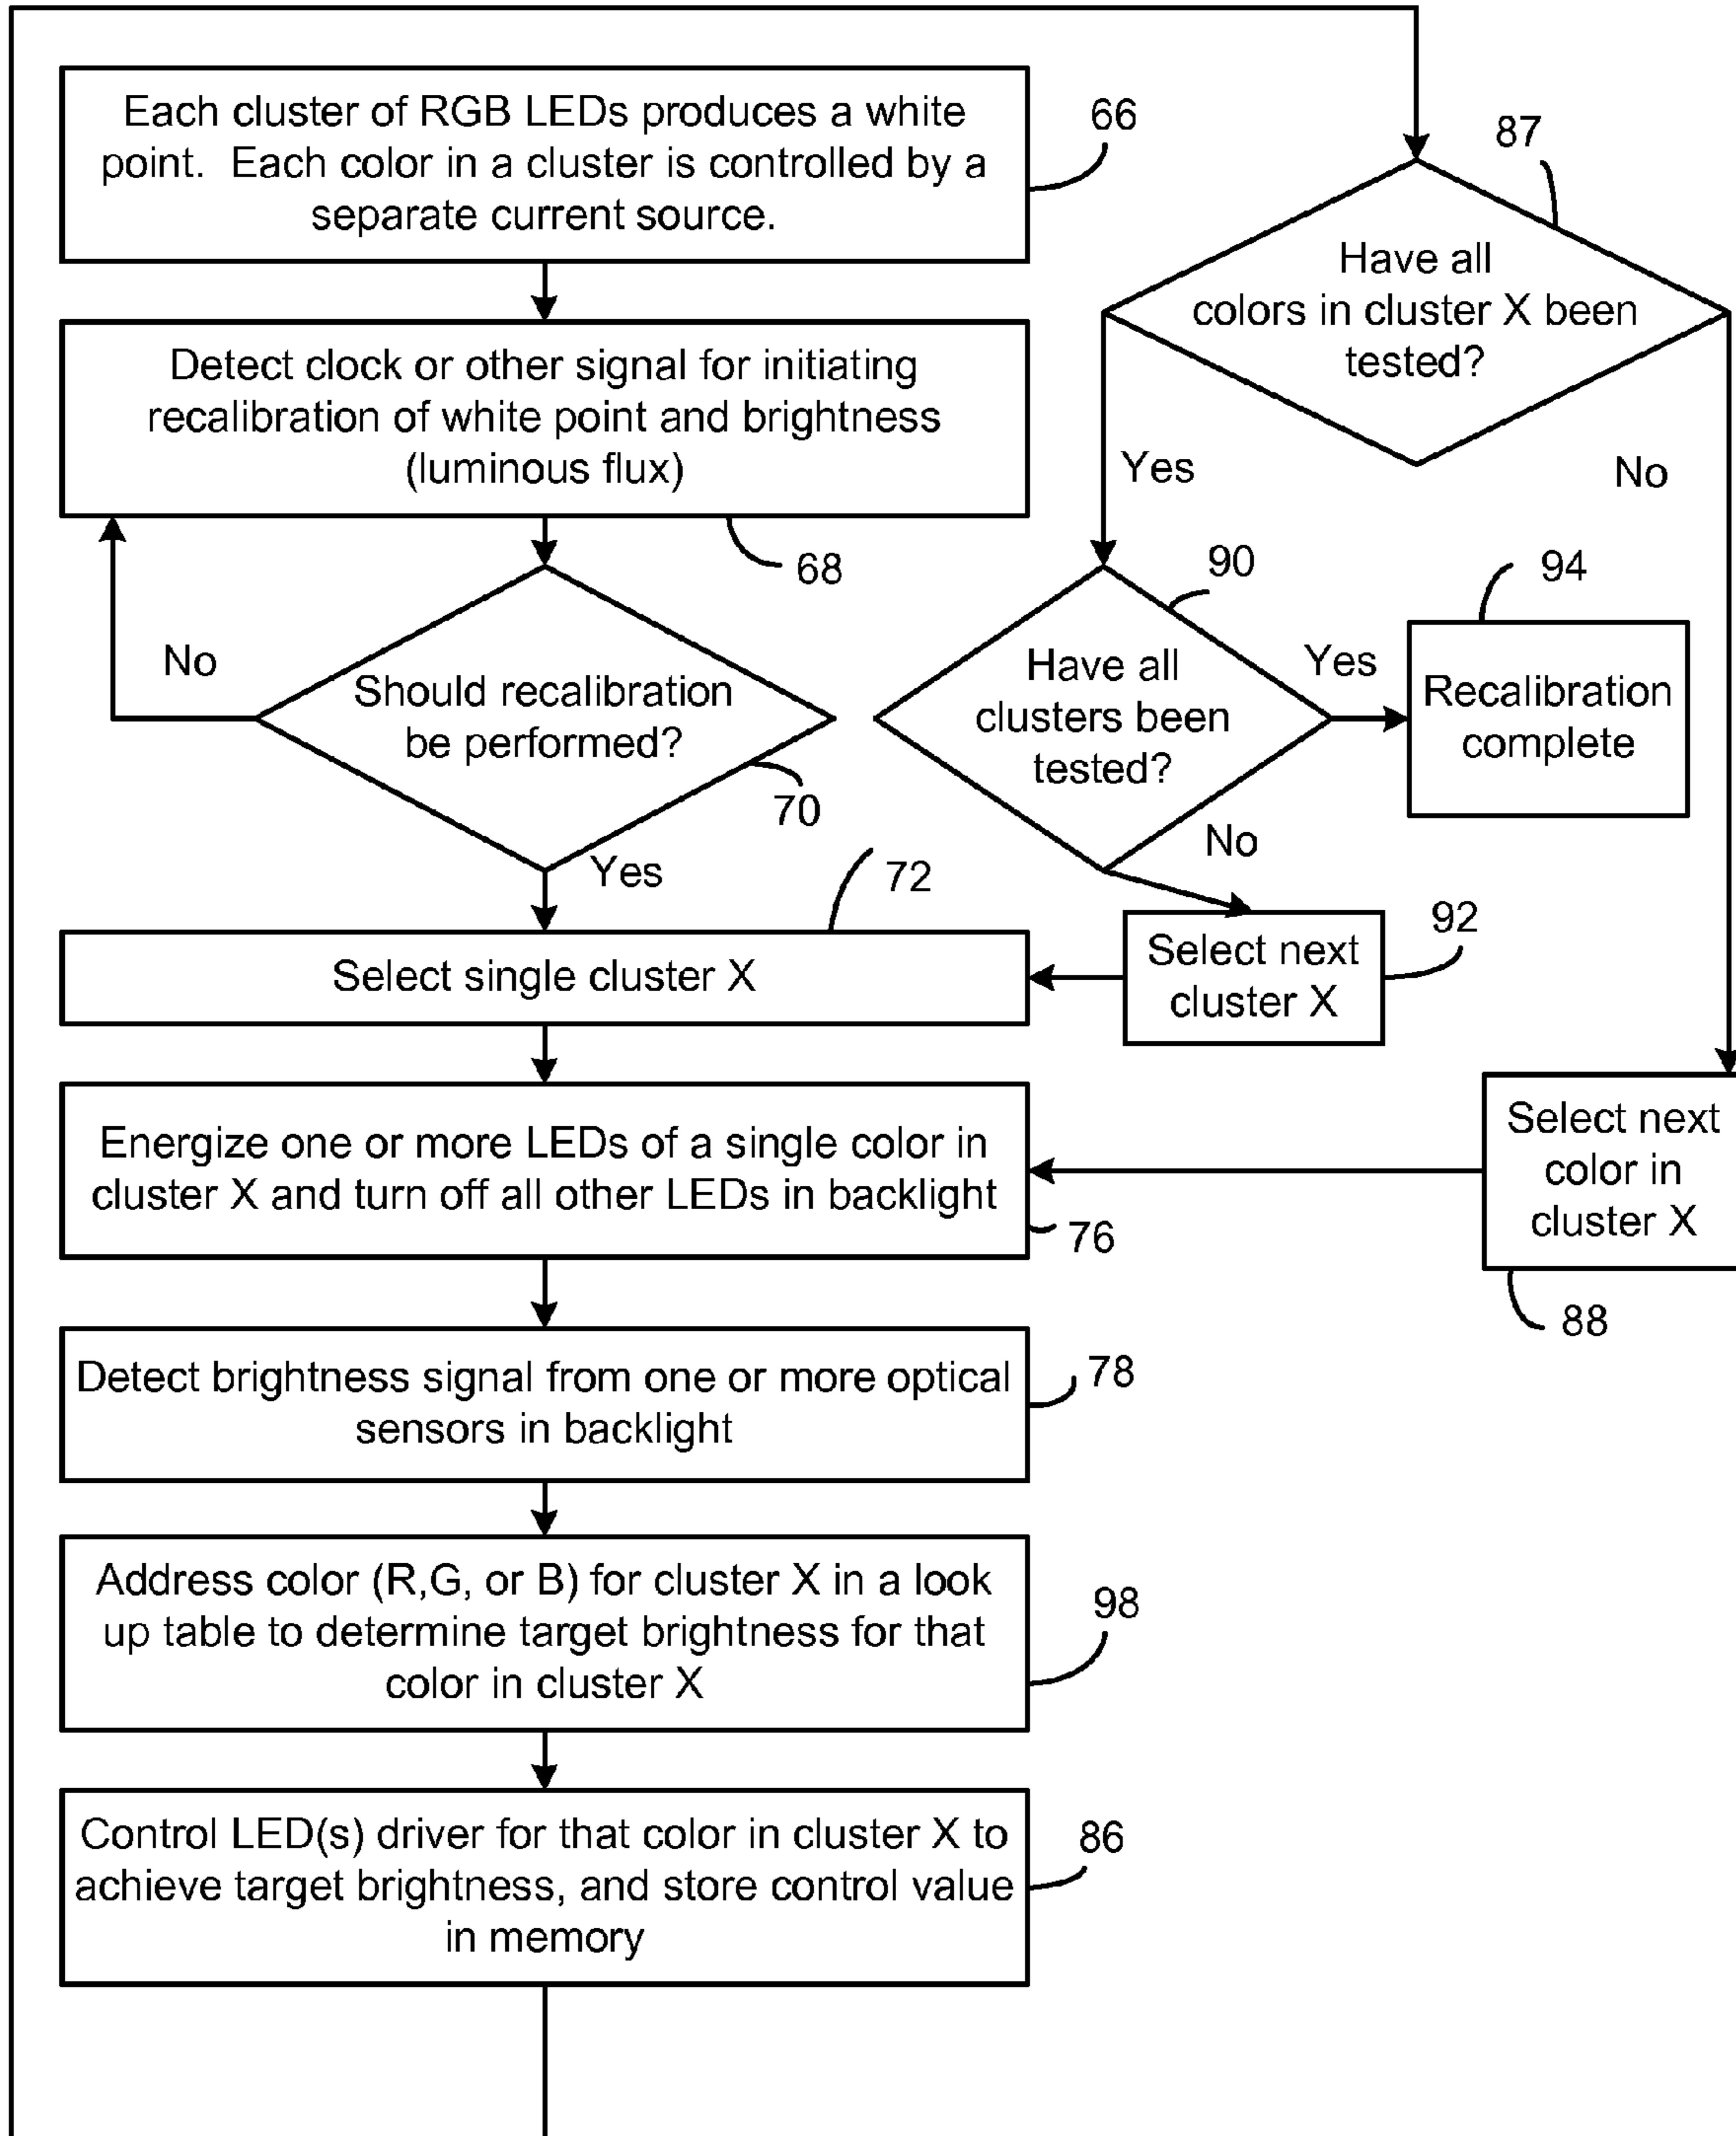 Each cluster of RGB LEDs produces a white
point. Each color in a cluster is controlled by a
separate current source.
66
Detect clock or other signal for initiating
recalibration of white point and brightness
(luminous flux)
68
No
Should recalibration
be performed?
70
Yes
72
Select single cluster X
Energize one or more LEDs of a single color in
cluster X and turn off all other LEDs in backlight
76
Detect brightness signal from one or more optical
sensors in backlight
78
Address color (R,G, or B) for cluster X in a look
up table to determine target brightness for that
color in cluster X
98
Control LED(s) driver for that color in cluster X to
achieve target brightness, and store control value
in memory
86
87
Have all
colors in cluster X been
tested?
Yes
No
90
Have all
clusters been
tested?
Yes
94
Recalibration
complete
No
Select next
cluster X
92
Select next
color in
cluster X
88